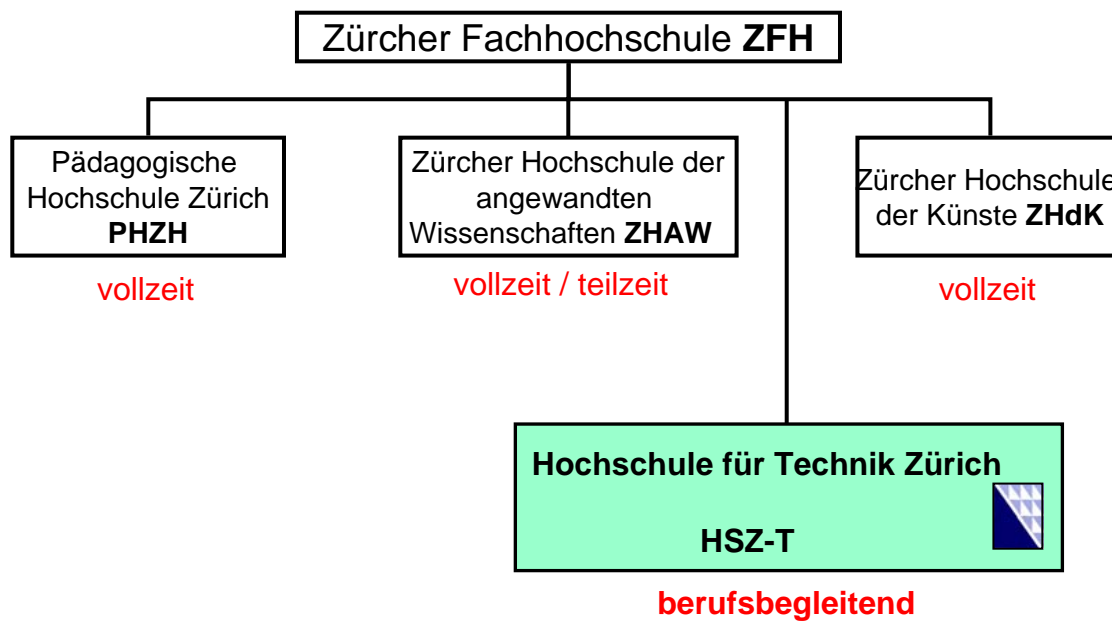 Zürcher Fachhochschule ZFH
Pädagogische
Hochschule Zürich
PHZH
vollzeit
Zürcher Hochschule der
angewandten
Wissenschaften ZHAW
vollzeit / teilzeit
Zürcher Hochschule
der Künste ZHdK
vollzeit
Hochschule für Technik Zürich
HSZ-T
berufsbegleitend